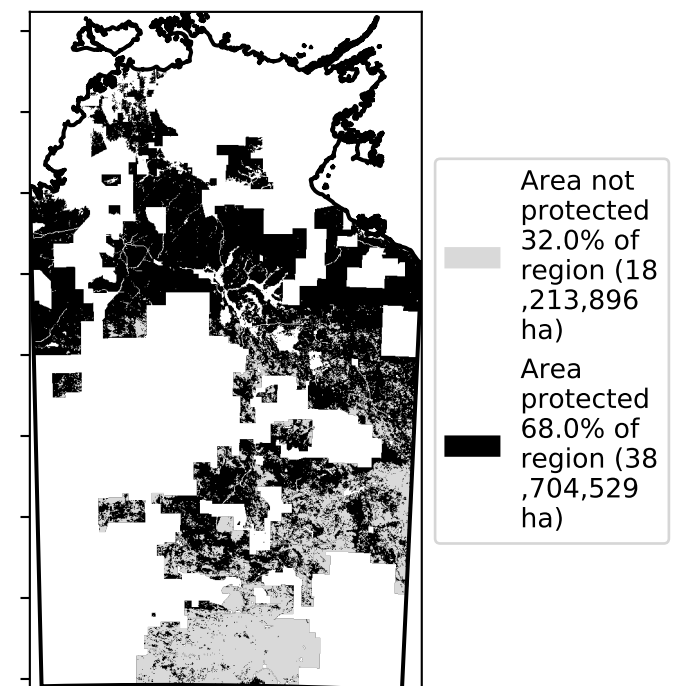 Area not
protected
32.0% of
region (18
,213,896
ha)
Area
protected
68.0% of
region (38
,704,529
ha)